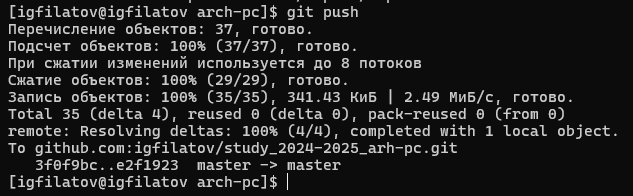 [igfilatov@igfilatov arch-pc]$ git push
Перечисление объектов: 37, готово.
Подсчет объектов: 100% (37/37), готово.
При сжатии изменений используется до 8 потоков
Сжатие объектов: 100% (29/29), готово.
Запись объектов: 100% (35/35), 341.43 КиБ | 2.49 МиБ/с, готово.
Total 35 (delta 4), reused 0 (delta 0), pack-reused 0 (from 0)
remote: Resolving deltas: 100% (4/4), completed with 1 local object.
To github.com:igfilatov/study_2024-2025_arh-pc.git
   3f0f9bc..e2f1923  master -> master
[igfilatov@igfilatov arch-pc]$